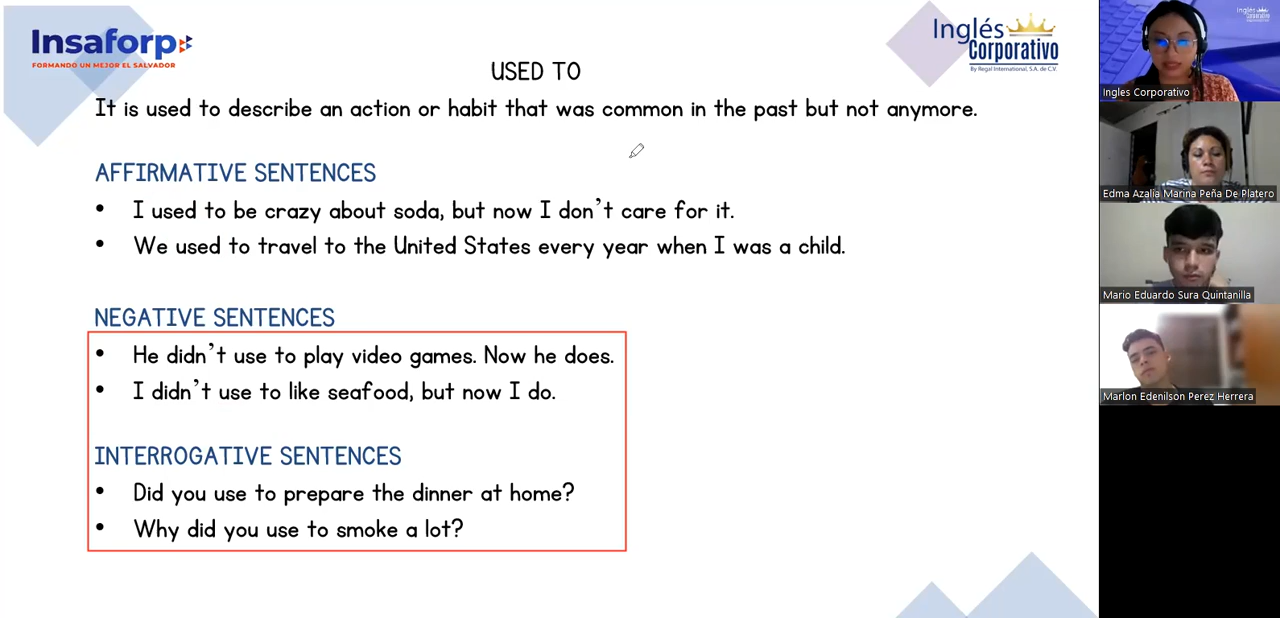 Insaforp
FORMANDO UN MEJOR EL SALVADOR
Inglés
Corporativo
By Regal International, S.A. de C.V.
USED TO
It is used to describe an action or habit that was common in the past but not anymore.
AFFIRMATIVE SENTENCES
• I used to be crazy about soda, but now I don't care for it.
• We used to travel to the United States every year when I was a child.
NEGATIVE SENTENCES
• He didn't use to play video games. Now he does.
• I didn't use to like seafood, but now I do.
INTERROGATIVE SENTENCES
• Did you use to prepare the dinner at home?
• Why did you use to smoke a lot?
Ingles Corporativo
Edma Azalia Marina Peña De Platero
Mario Eduardo Sura Quintanilla
Marlon Edenilson Perez Herrera